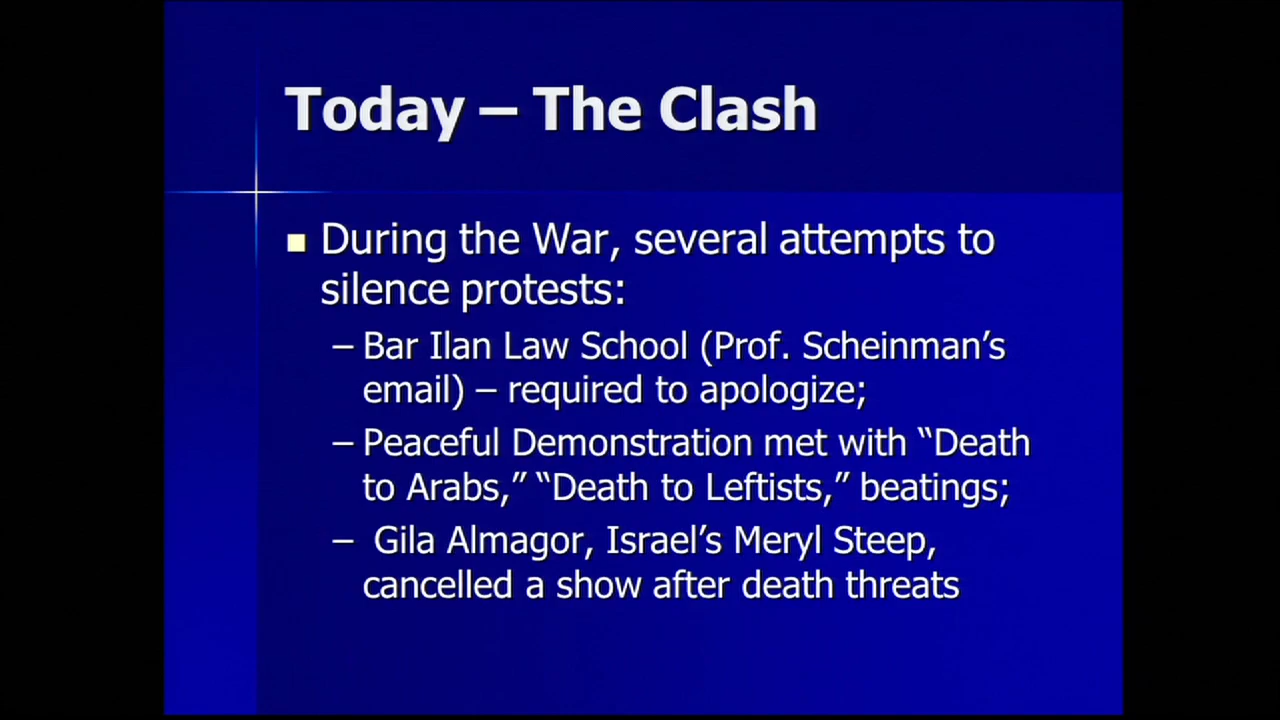 Today – The Clash
During the War, several attempts to
silence protests:
– Bar Ilan Law School (Prof. Scheinman’s
email) – required to apologize;
– Peaceful Demonstration met with “Death
to Arabs,” “Death to Leftists,” beatings;
– Gila Almagor, Israel’s Meryl Steep,
cancelled a show after death threats